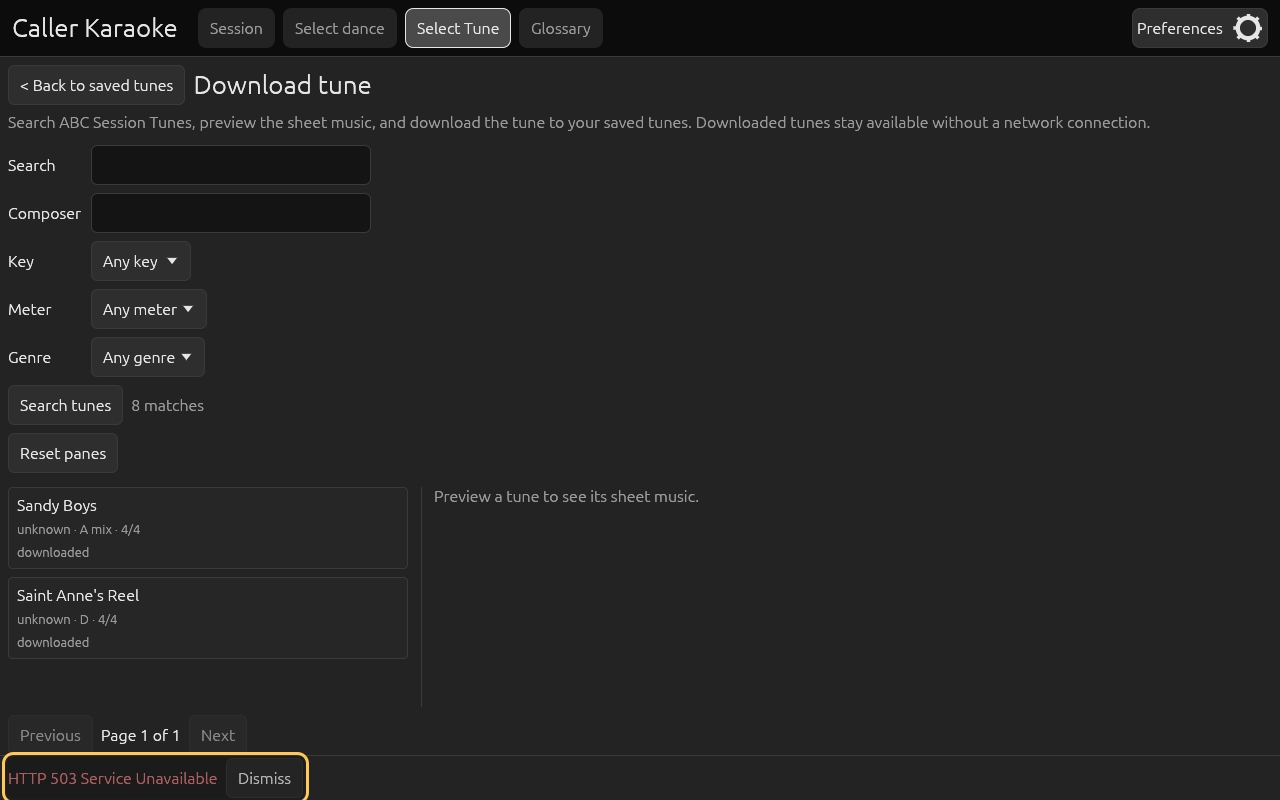 Caller Karaoke Session Select dance Select Tune Glossary Preferences
< Back to saved tunes Download tune
Search ABC Session Tunes, preview the sheet music, and download the tune to your saved tunes. Downloaded tunes stay available without a network connection.
Search
Composer
Key Any key
Meter Any meter
Genre Any genre
Search tunes 8 matches
Reset panes
Sandy Boys
unknown · A mix · 4/4
downloaded
Saint Anne's Reel
unknown · D · 4/4
downloaded
Preview a tune to see its sheet music.
Previous Page 1 of 1 Next
HTTP 503 Service Unavailable Dismiss